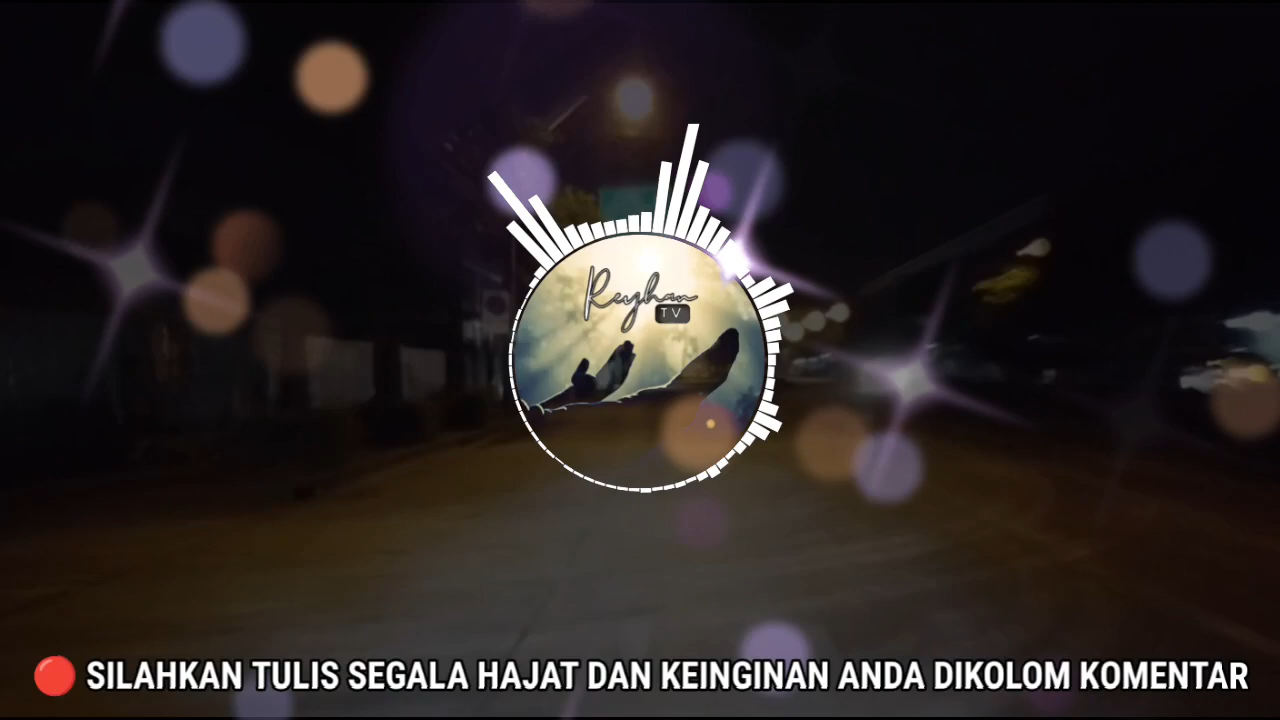 Reyhan
TV
🔴 SILAHKAN TULIS SEGALA HAJAT DAN KEINGINAN ANDA DIKOLOM KOMENTAR